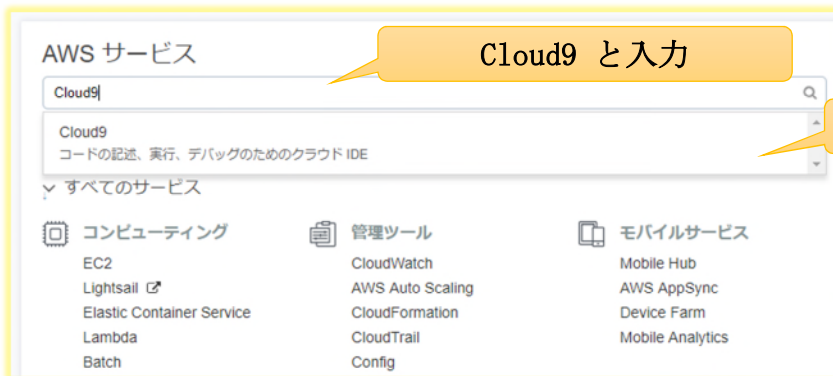 AWS サービス
Cloud9 と入力
Cloud9
Cloud9
コードの記述、実行、デバッグのためのクラウド IDE
すべてのサービス
コンピューティング
EC2
Lightsail
Elastic Container Service
Lambda
Batch
管理ツール
CloudWatch
AWS Auto Scaling
CloudFormation
CloudTrail
Config
モバイルサービス
Mobile Hub
AWS AppSync
Device Farm
Mobile Analytics